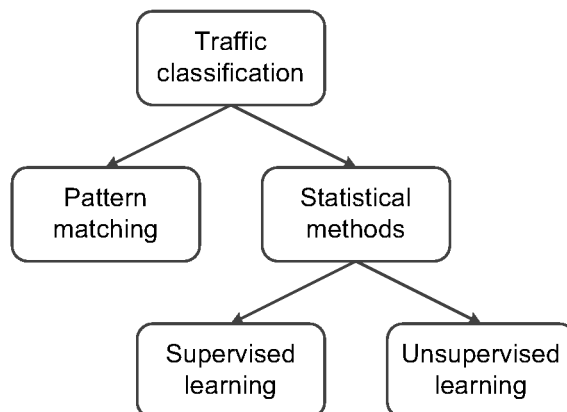 Traffic
classification
Pattern
matching
Statistical
methods
Supervised
learning
Unsupervised
learning